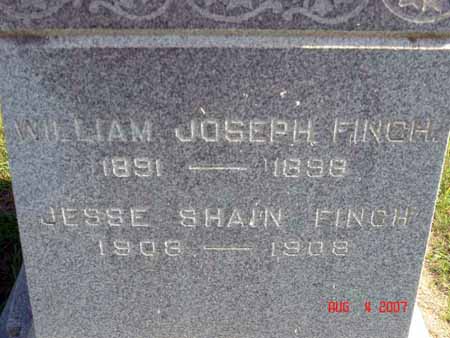 WILLIAM JOSEPH FINCH.
1891 — 1898
JESSE SHAIN FINCH
1908 — 1908
AUG 4 2007